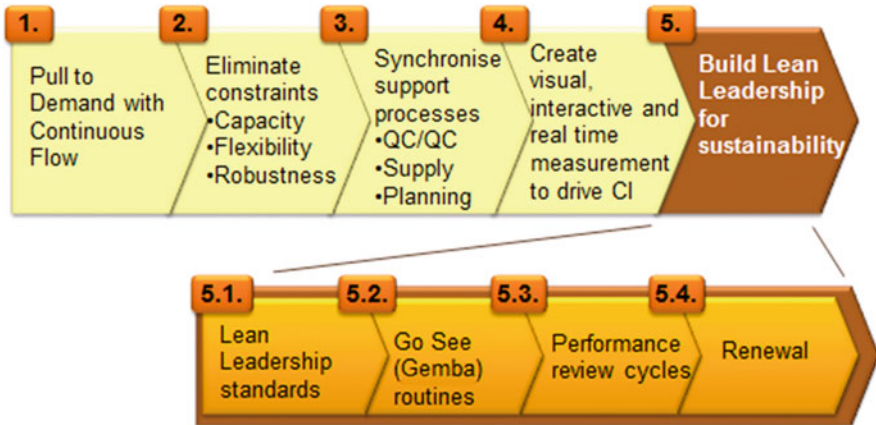 1.
Pull to
Demand with
Continuous
Flow
2.
Eliminate
constraints
•Capacity
•Flexibility
•Robustness
3.
Synchronise
support
processes
•QC/QC
•Supply
•Planning
4.
Create
visual,
interactive and
real time
measurement
to drive CI
5.
Build Lean
Leadership
for
sustainability
5.1.
Lean
Leadership
standards
5.2.
Go See
(Gemba)
routines
5.3.
Performance
review cycles
5.4.
Renewal